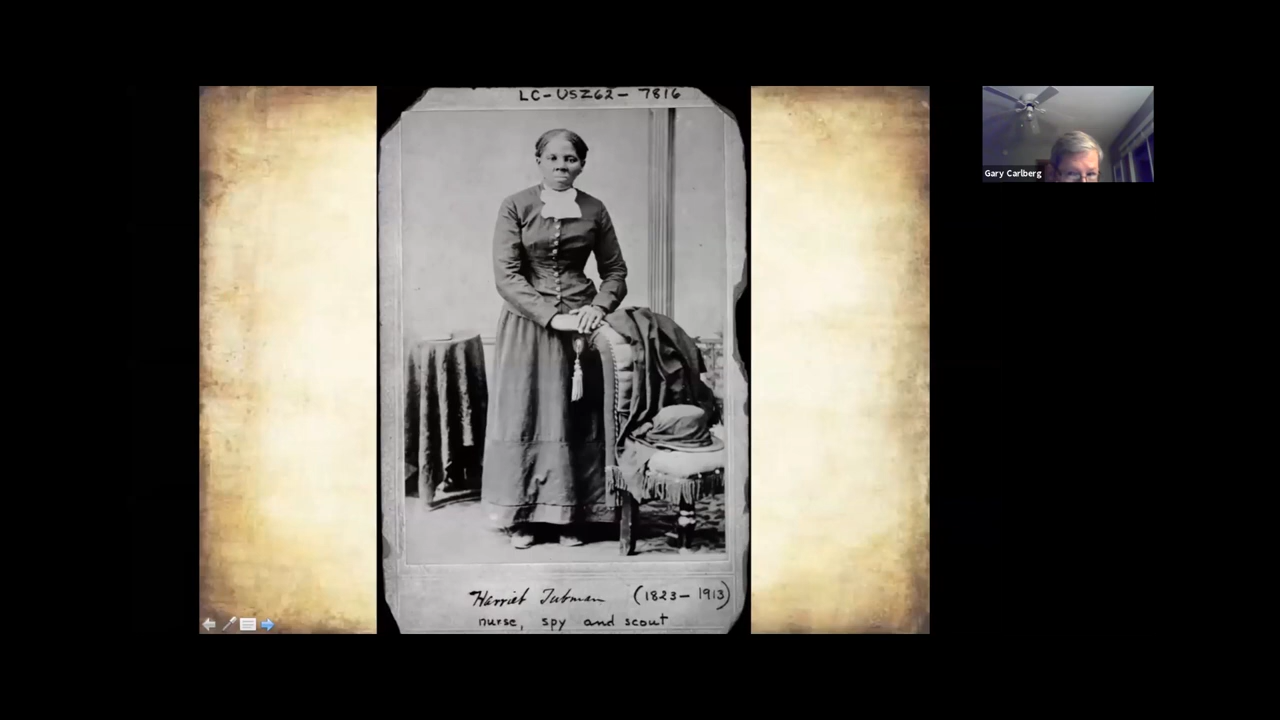 LC-USZ62-7816
Harriet Tubman (1823-1913)
nurse, spy and scout
Gary Carlberg